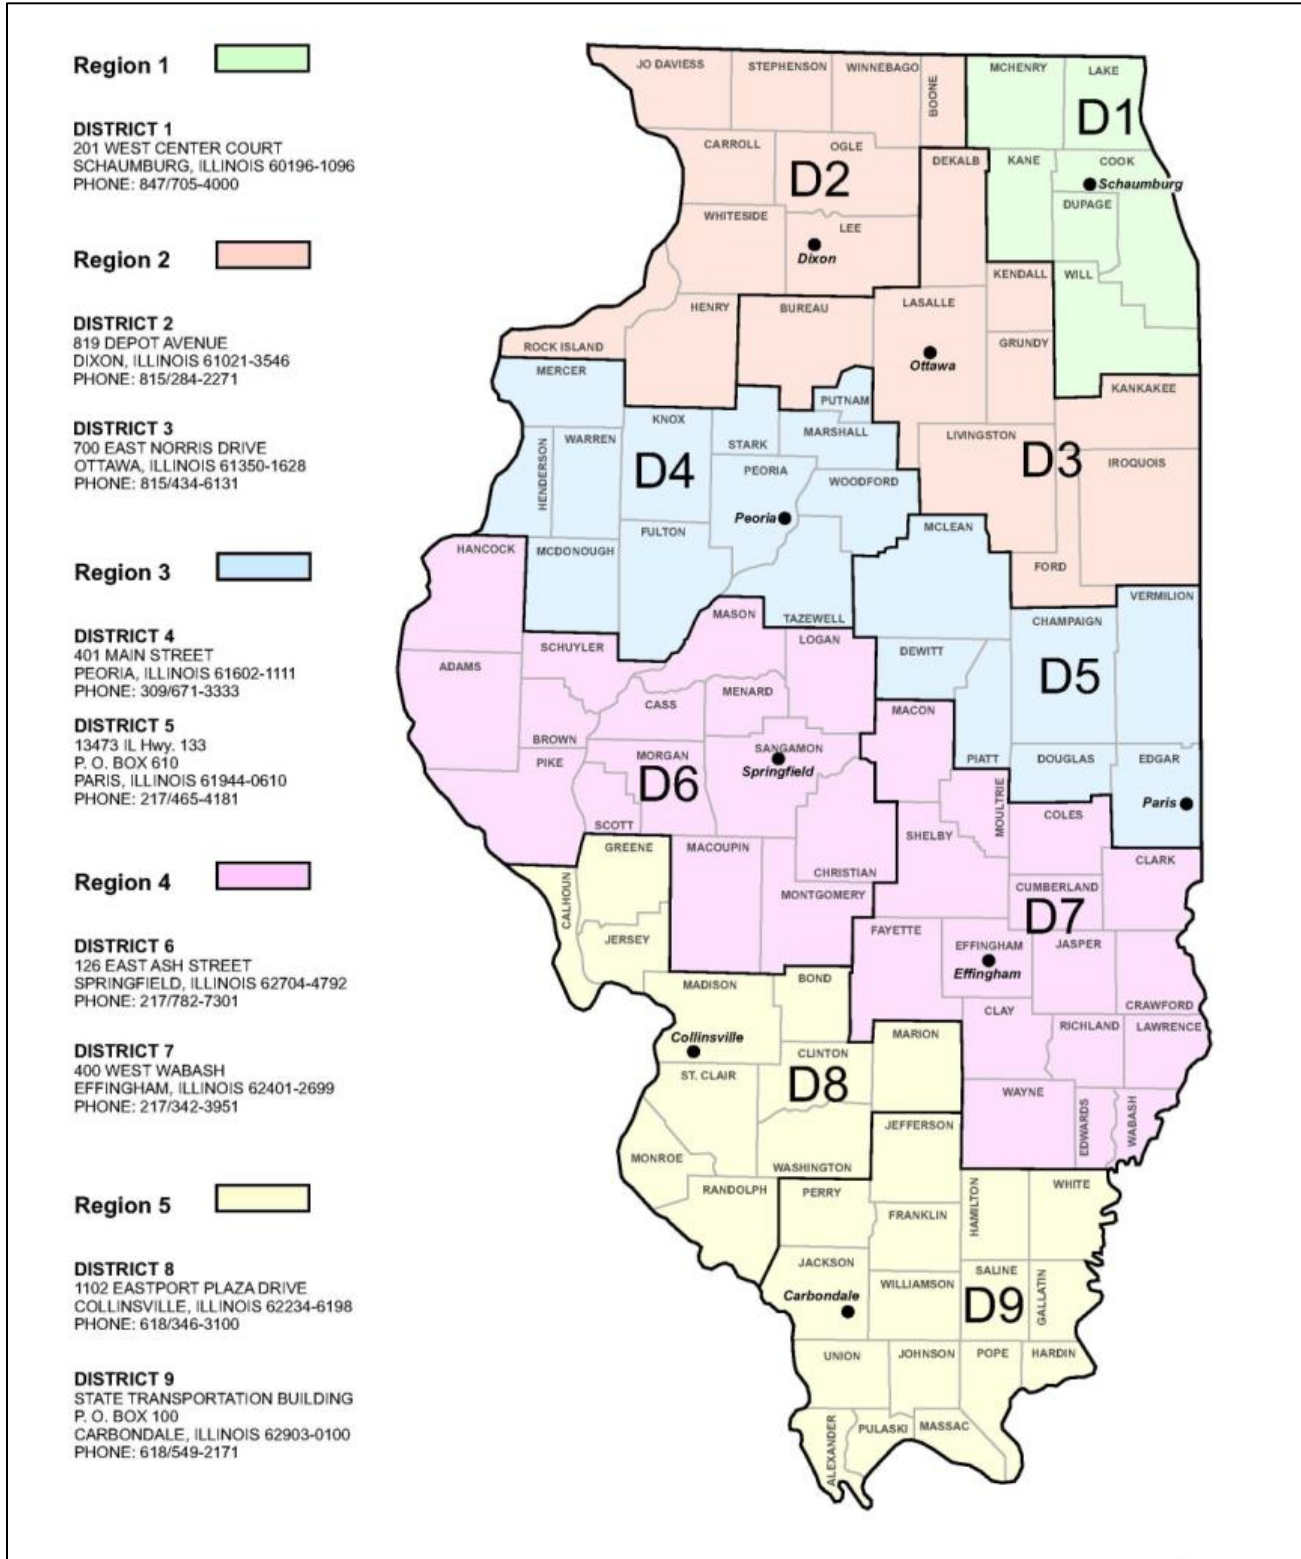 Region 1
DISTRICT 1
201 WEST CENTER COURT
SCHAUMBURG, ILLINOIS 60196-1096
PHONE: 847/705-4000
Region 2
DISTRICT 2
819 DEPOT AVENUE
DIXON, ILLINOIS 61021-3546
PHONE: 815/284-2271
DISTRICT 3
700 EAST NORRIS DRIVE
OTTAWA, ILLINOIS 61350-1628
PHONE: 815/434-6131
Region 3
DISTRICT 4
401 MAIN STREET
PEORIA, ILLINOIS 61602-1111
PHONE: 309/671-3333
DISTRICT 5
13473 IL Hwy. 133
P. O. BOX 610
PARIS, ILLINOIS 61944-0610
PHONE: 217/465-4181
Region 4
DISTRICT 6
126 EAST ASH STREET
SPRINGFIELD, ILLINOIS 62704-4792
PHONE: 217/782-7301
DISTRICT 7
400 WEST WABASH
EFFINGHAM, ILLINOIS 62401-2699
PHONE: 217/342-3951
Region 5
DISTRICT 8
1102 EASTPORT PLAZA DRIVE
COLLINSVILLE, ILLINOIS 62234-6198
PHONE: 618/346-3100
DISTRICT 9
STATE TRANSPORTATION BUILDING
P. O. BOX 100
CARBONDALE, ILLINOIS 62903-0100
PHONE: 618/549-2171
JO DAVIESS
STEPHENSON
WINNEBAGO
BOONE
MCHENRY
LAKE
D1
CARROLL
OGLE
D2
DEKALB
KANE
COOK
Schaumburg
DUPAGE
WHITESIDE
LEE
Dixon
KENDALL
WILL
HENRY
BUREAU
LASALLE
ROCK ISLAND
GRUNDY
Ottawa
MERCER
KANKAKEE
PUTNAM
KNOX
STARK
MARSHALL
LIVINGSTON
HENDERSON
WARREN
D4
PEORIA
WOODFORD
D3
IROQUOIS
Peoria
MCLEAN
FULTON
HANCOCK
MCDONOUGH
FORD
VERMILION
MASON
TAZEWELL
CHAMPAIGN
SCHUYLER
LOGAN
DEWITT
ADAMS
D5
MENARD
CASS
MACON
BROWN
PIKE
MORGAN
SANGAMON
Springfield
D6
PIATT
DOUGLAS
EDGAR
Paris
MOULTRIE
COLES
SCOTT
SHELBY
GREENE
MACOUPIN
CLARK
CHRISTIAN
CALHOUN
MONTGOMERY
CUMBERLAND
D7
FAYETTE
JERSEY
EFFINGHAM
JASPER
Effingham
MADISON
BOND
CRAWFORD
CLAY
RICHLAND
LAWRENCE
Collinsville
MARION
CLINTON
ST. CLAIR
D8
WAYNE
EDWARDS
WABASH
JEFFERSON
MONROE
WASHINGTON
RANDOLPH
PERRY
HAMILTON
WHITE
FRANKLIN
JACKSON
SALINE
WILLIAMSON
Carbondale
D9
GALLATIN
UNION
JOHNSON
POPE
HARDIN
ALEXANDER
PULASKI
MASSAC